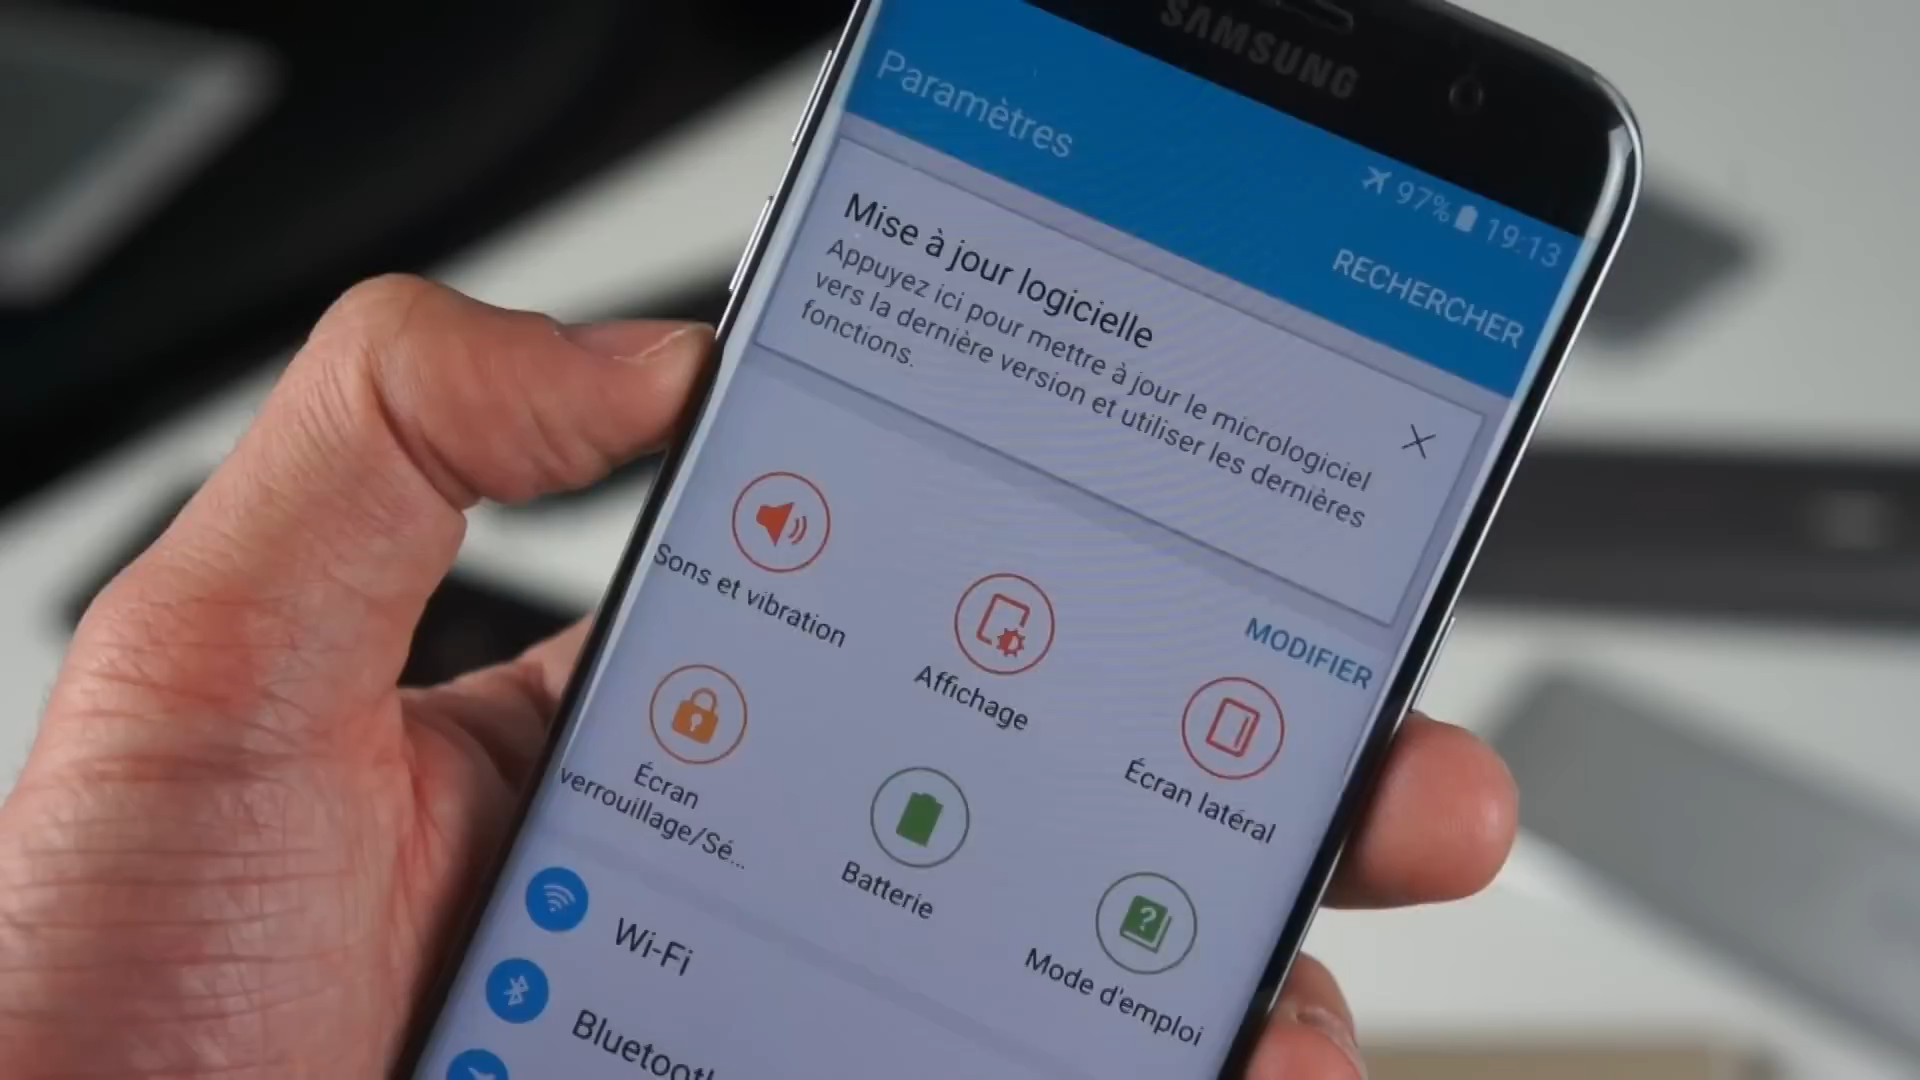 SAMSUNG
97% 19:13
Paramètres
RECHERCHER
Mise à jour logicielle
Appuyez ici pour mettre à jour le micrologiciel
vers la dernière version et utiliser les dernières
fonctions.
MODIFIER
Sons et vibration
Affichage
Écran latéral
Écran
verrouillage/Sé...
Batterie
Mode d'emploi
Wi-Fi
Bluetooth